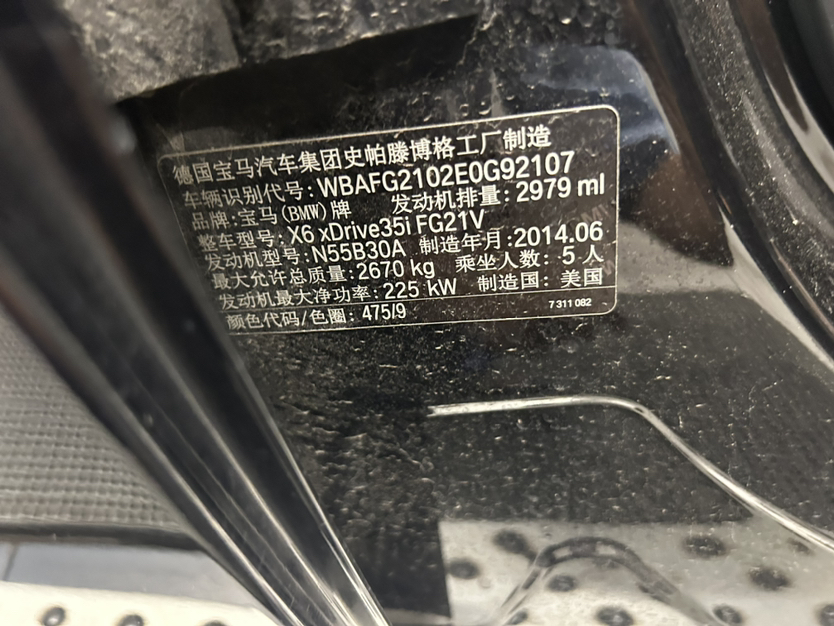 德国宝马汽车集团史帕滕博格工厂制造
车辆识别代号: WBAFG2102E0G92107
品牌: 宝马(BMW)牌 发动机排量: 2979 ml
整车型号: X6 xDrive35i FG21V
发动机型号: N55B30A 制造年月: 2014.06
最大允许总质量: 2670 kg 乘坐人数: 5 人
发动机最大净功率: 225 kW 制造国: 美国
颜色代码/色圈: 475/9 7 311 082